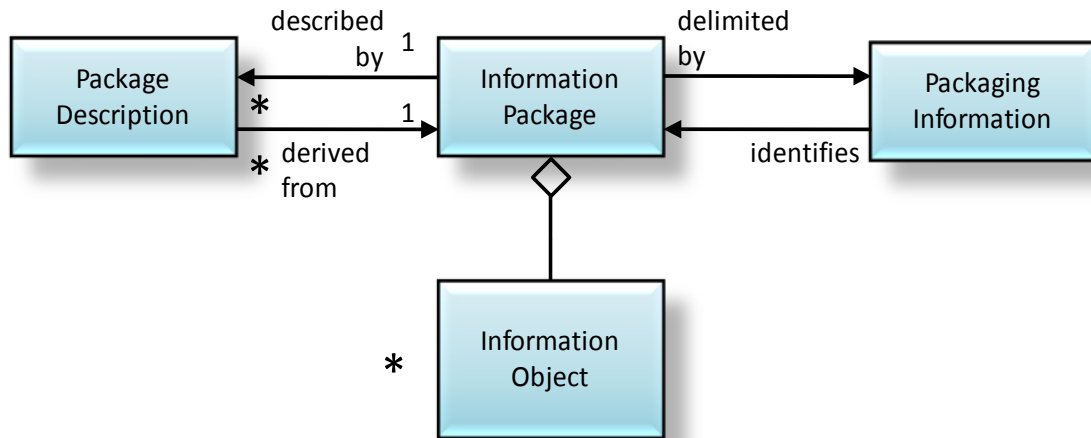 described
by
1
delimited
by
Package
Description
Information
Package
Packaging
Information
*
1
*
derived
from
identifies
*
Information
Object